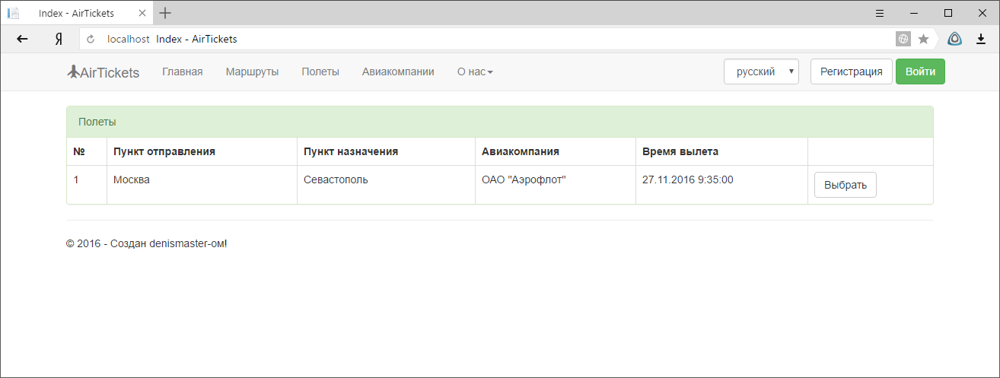 Index - AirTickets
Я localhost Index - AirTickets
AirTickets Главная Маршруты Полеты Авиакомпании О нас русский Регистрация Войти
Полеты
№ Пункт отправления Пункт назначения Авиакомпания Время вылета
1 Москва Севастополь ОАО "Аэрофлот" 27.11.2016 9:35:00 Выбрать
© 2016 - Создан denismaster-ом!